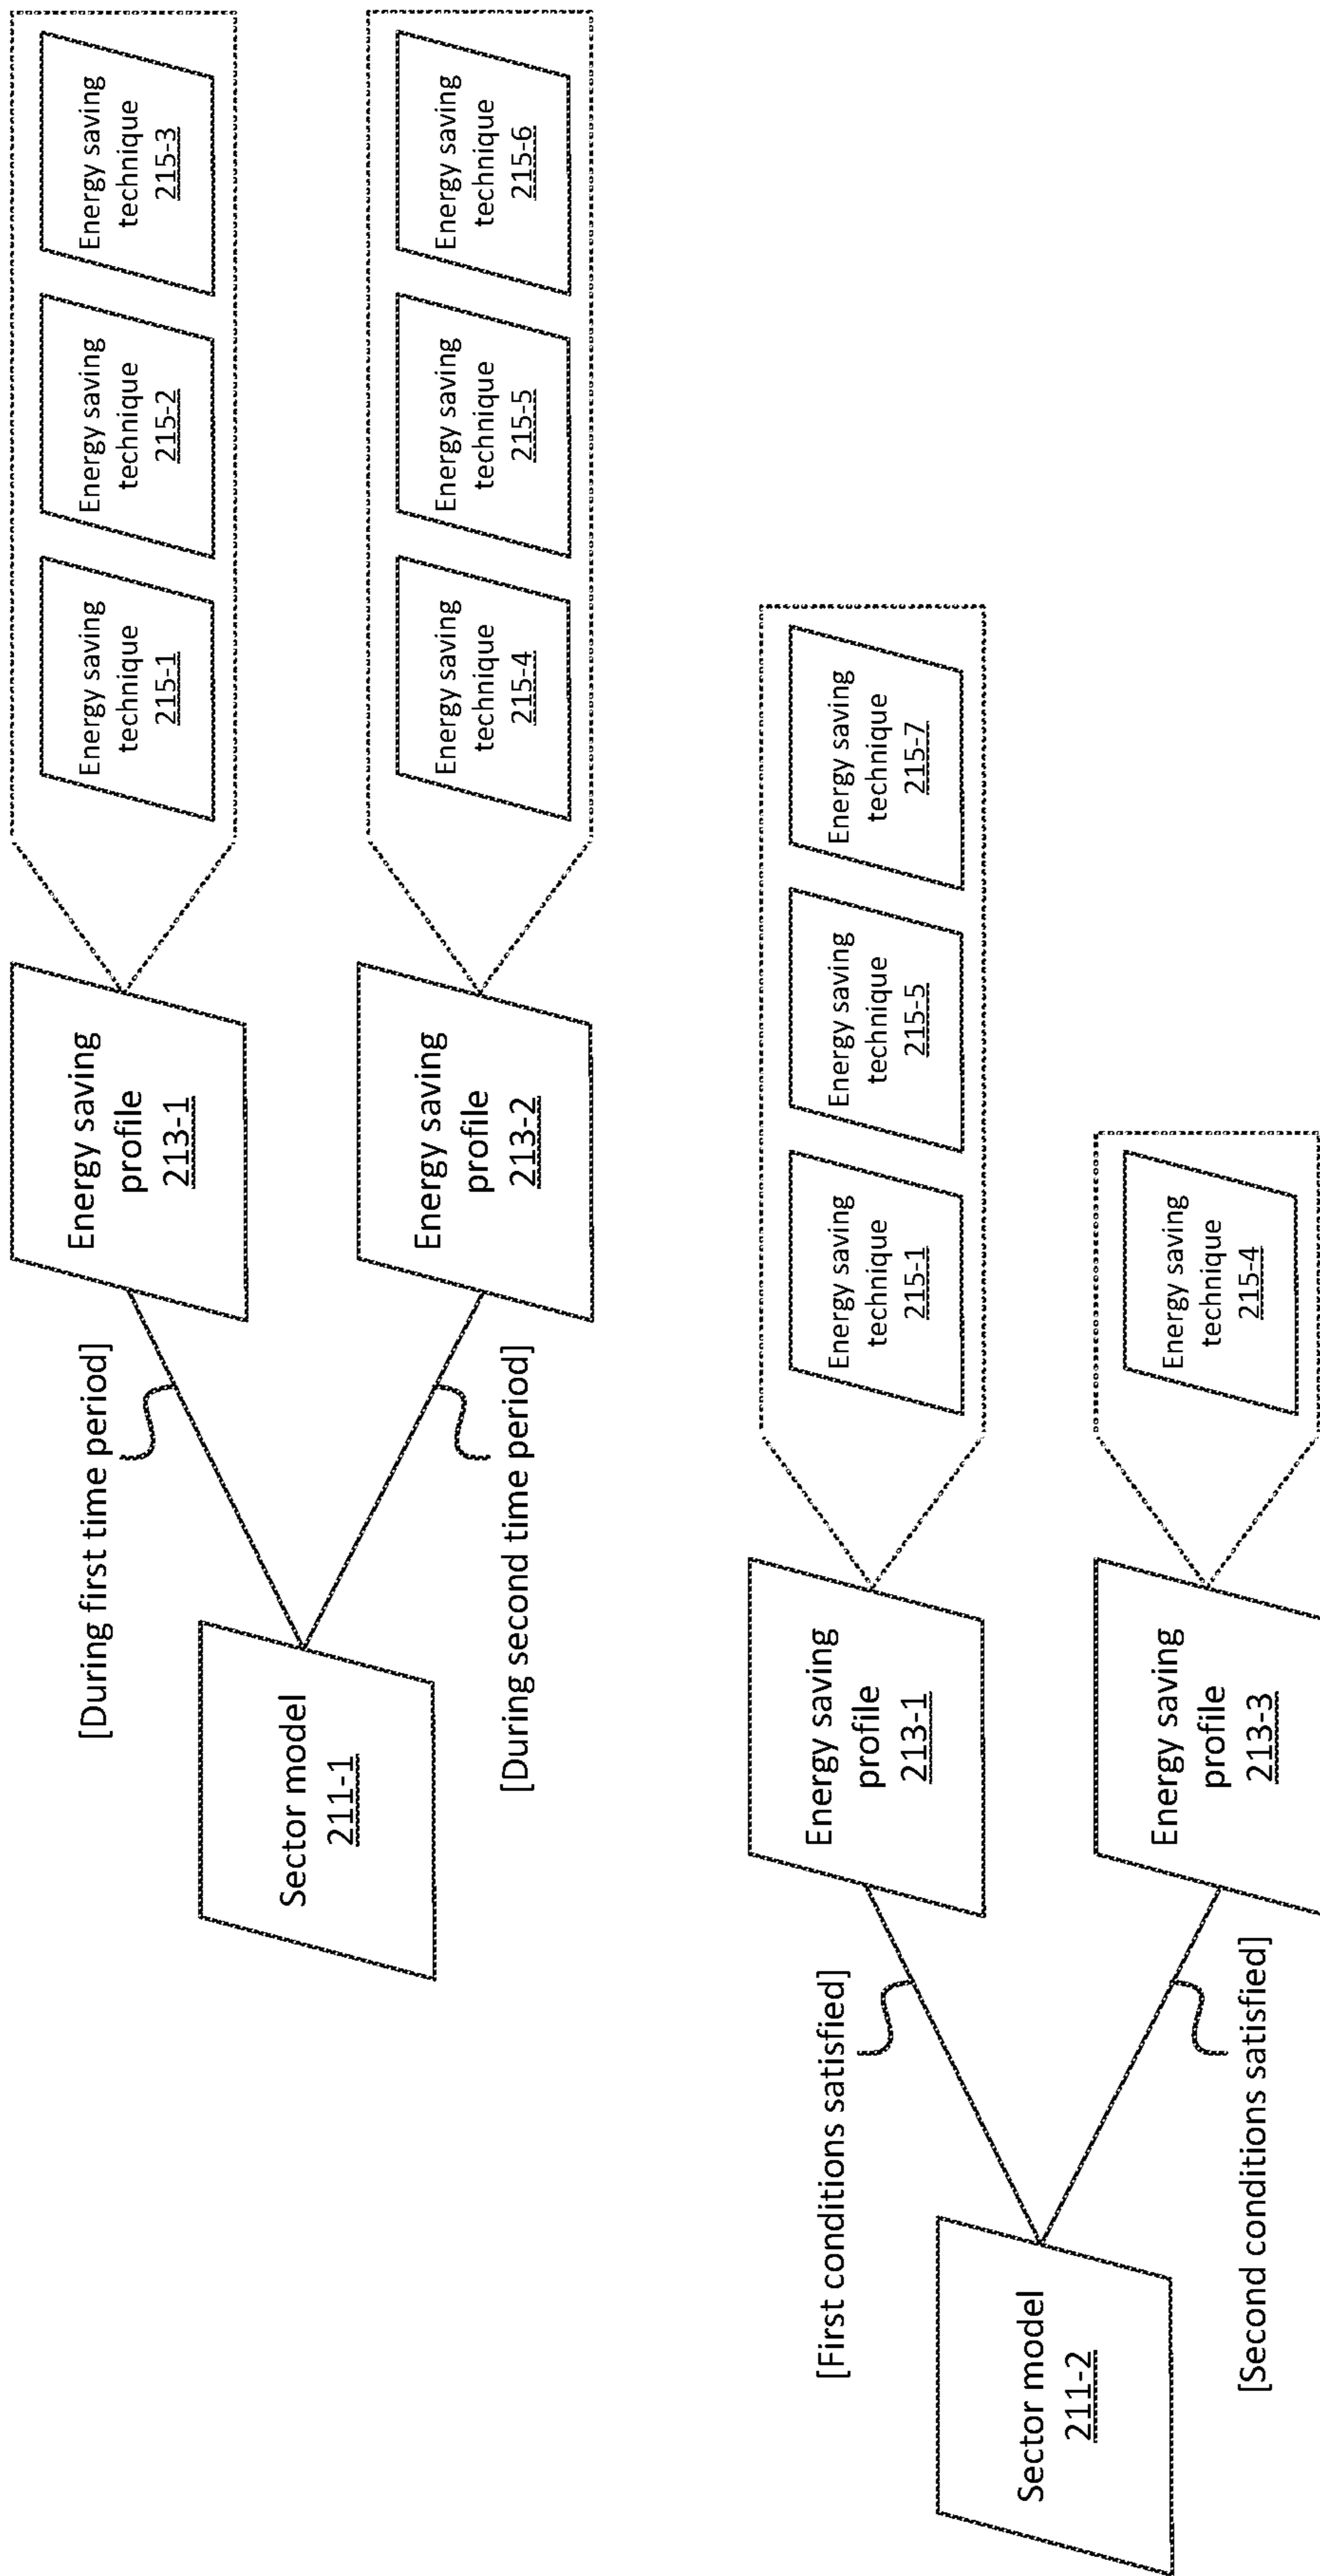 [During first time period]
Sector model
211-1
[During second time period]
Energy saving
profile
213-1
Energy saving
technique
215-1
Energy saving
technique
215-2
Energy saving
technique
215-3
Energy saving
profile
213-2
Energy saving
technique
215-4
Energy saving
technique
215-5
Energy saving
technique
215-6
[First conditions satisfied]
Sector model
211-2
[Second conditions satisfied]
Energy saving
profile
213-1
Energy saving
technique
215-1
Energy saving
technique
215-5
Energy saving
technique
215-7
Energy saving
profile
213-3
Energy saving
technique
215-4